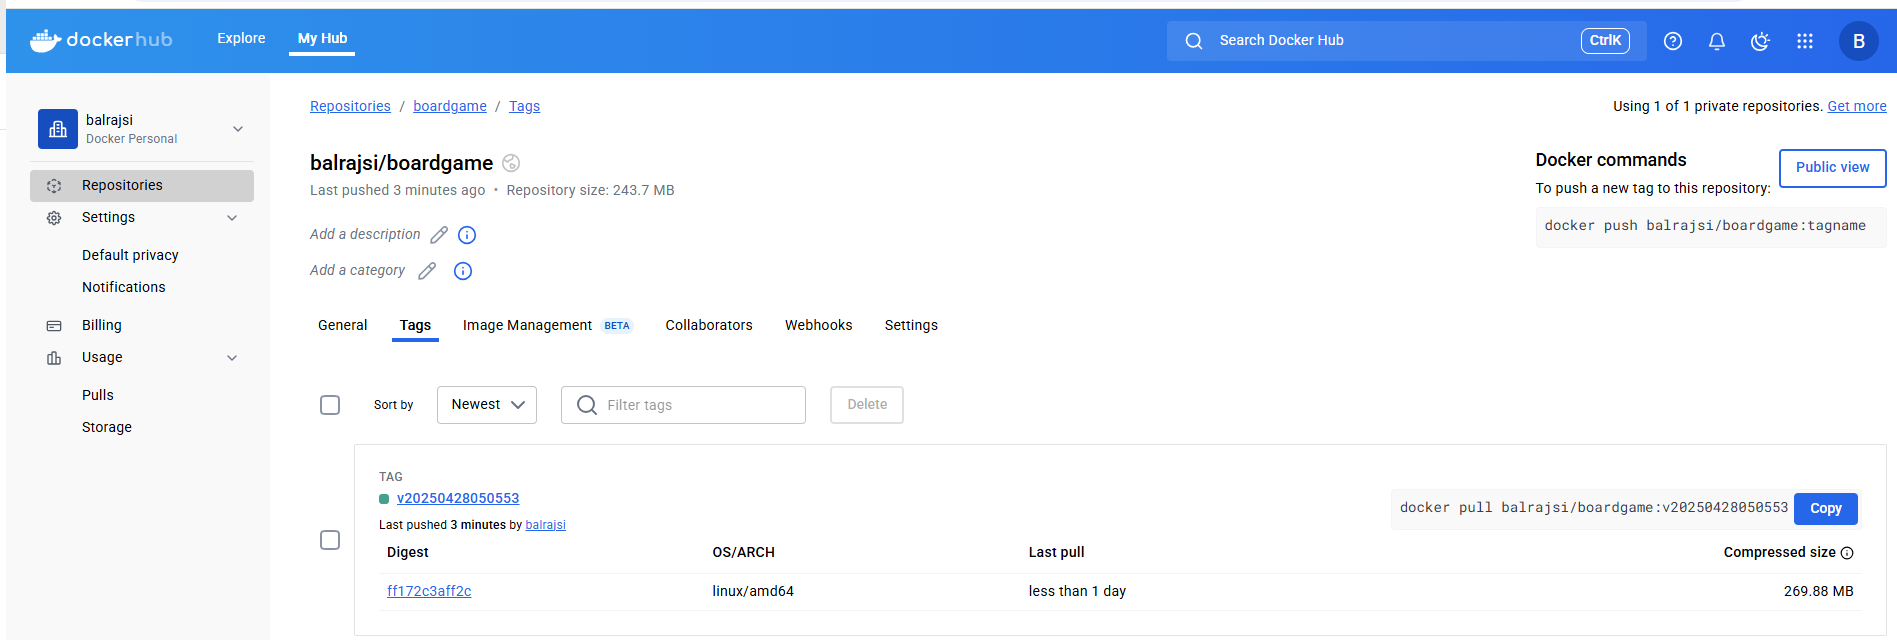 dockerhub
Explore
My Hub
Search Docker Hub
CtrlK
B
balrajsi
Docker Personal
Repositories
Settings
Default privacy
Notifications
Billing
Usage
Pulls
Storage
Repositories / boardgame / Tags
Using 1 of 1 private repositories. Get more
balrajsi/boardgame
Last pushed 3 minutes ago • Repository size: 243.7 MB
Add a description
Add a category
Docker commands
Public view
To push a new tag to this repository:
docker push balrajsi/boardgame:tagname
General
Tags
Image Management BETA
Collaborators
Webhooks
Settings
Sort by
Newest
Filter tags
Delete
TAG
v20250428050553
Last pushed 3 minutes by balrajsi
docker pull balrajsi/boardgame:v20250428050553
Copy
Digest OS/ARCH Last pull Compressed size
ff172c3aff2c linux/amd64 less than 1 day 269.88 MB